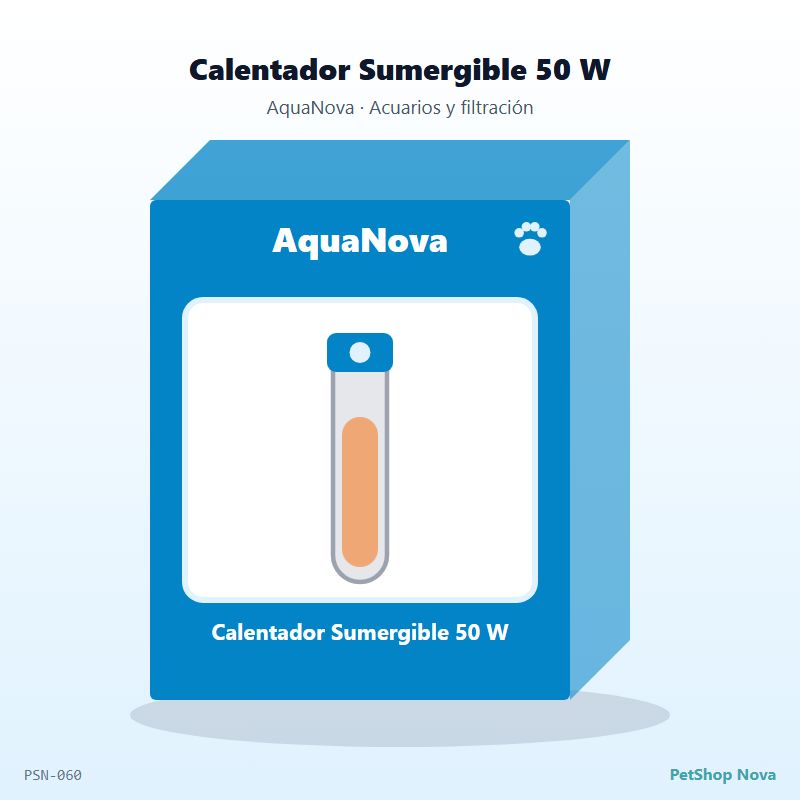 Calentador Sumergible 50 W
AquaNova · Acuarios y filtración
AquaNova
Calentador Sumergible 50 W
PSN-060
PetShop Nova